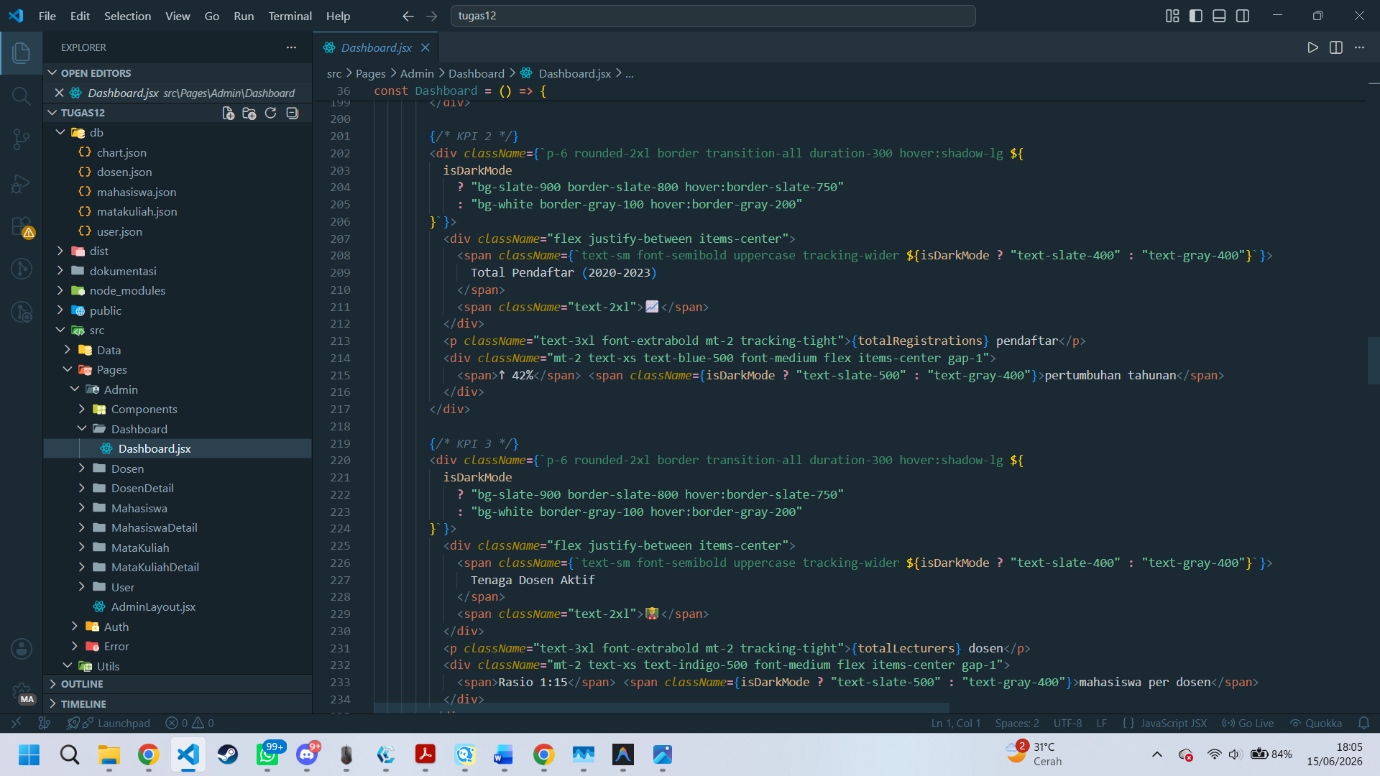 File Edit Selection View Go Run Terminal Help
tugas12
EXPLORER
OPEN EDITORS
Dashboard.jsx src\Pages\Admin\Dashboard
TUGAS12
db
chart.json
dosen.json
mahasiswa.json
matakuliah.json
user.json
dist
dokumentasi
node_modules
public
src
Data
Pages
Admin
Components
Dashboard
Dashboard.jsx
Dosen
DosenDetail
Mahasiswa
MahasiswaDetail
MataKuliah
MataKuliahDetail
User
AdminLayout.jsx
Auth
Error
Utils
OUTLINE
TIMELINE
Dashboard.jsx
src > Pages > Admin > Dashboard > Dashboard.jsx > ...
36 const Dashboard = () => {
199 </div>
200
201 {/* KPI 2 */}
202 <div className={`p-6 rounded-2xl border transition-all duration-300 hover:shadow-lg ${
203 isDarkMode
204 ? "bg-slate-900 border-slate-800 hover:border-slate-750"
205 : "bg-white border-gray-100 hover:border-gray-200"
206 }`}>
207 <div className="flex justify-between items-center">
208 <span className={`text-sm font-semibold uppercase tracking-wider ${isDarkMode ? "text-slate-400" : "text-gray-400"}`}>
209 Total Pendaftar (2020-2023)
210 </span>
211 <span className="text-2xl">📈</span>
212 </div>
213 <p className="text-3xl font-extrabold mt-2 tracking-tight">{totalRegistrations} pendaftar</p>
214 <div className="mt-2 text-xs text-blue-500 font-medium flex items-center gap-1">
215 <span>↑ 42%</span> <span className={isDarkMode ? "text-slate-500" : "text-gray-400"}>pertumbuhan tahunan</span>
216 </div>
217 </div>
218
219 {/* KPI 3 */}
220 <div className={`p-6 rounded-2xl border transition-all duration-300 hover:shadow-lg ${
221 isDarkMode
222 ? "bg-slate-900 border-slate-800 hover:border-slate-750"
223 : "bg-white border-gray-100 hover:border-gray-200"
224 }`}>
225 <div className="flex justify-between items-center">
226 <span className={`text-sm font-semibold uppercase tracking-wider ${isDarkMode ? "text-slate-400" : "text-gray-400"}`}>
227 Tenaga Dosen Aktif
228 </span>
229 <span className="text-2xl">👩‍🏫</span>
230 </div>
231 <p className="text-3xl font-extrabold mt-2 tracking-tight">{totalLecturers} dosen</p>
232 <div className="mt-2 text-xs text-indigo-500 font-medium flex items-center gap-1">
233 <span>Rasio 1:15</span> <span className={isDarkMode ? "text-slate-500" : "text-gray-400"}>mahasiswa per dosen</span>
234 </div>
MA
Launchpad 0 0
Ln 1, Col 1 Spaces: 2 UTF-8 LF {} JavaScript JSX Go Live Quokka
99+
9+
2
31°C
Cerah
84%
18:05
15/06/2026